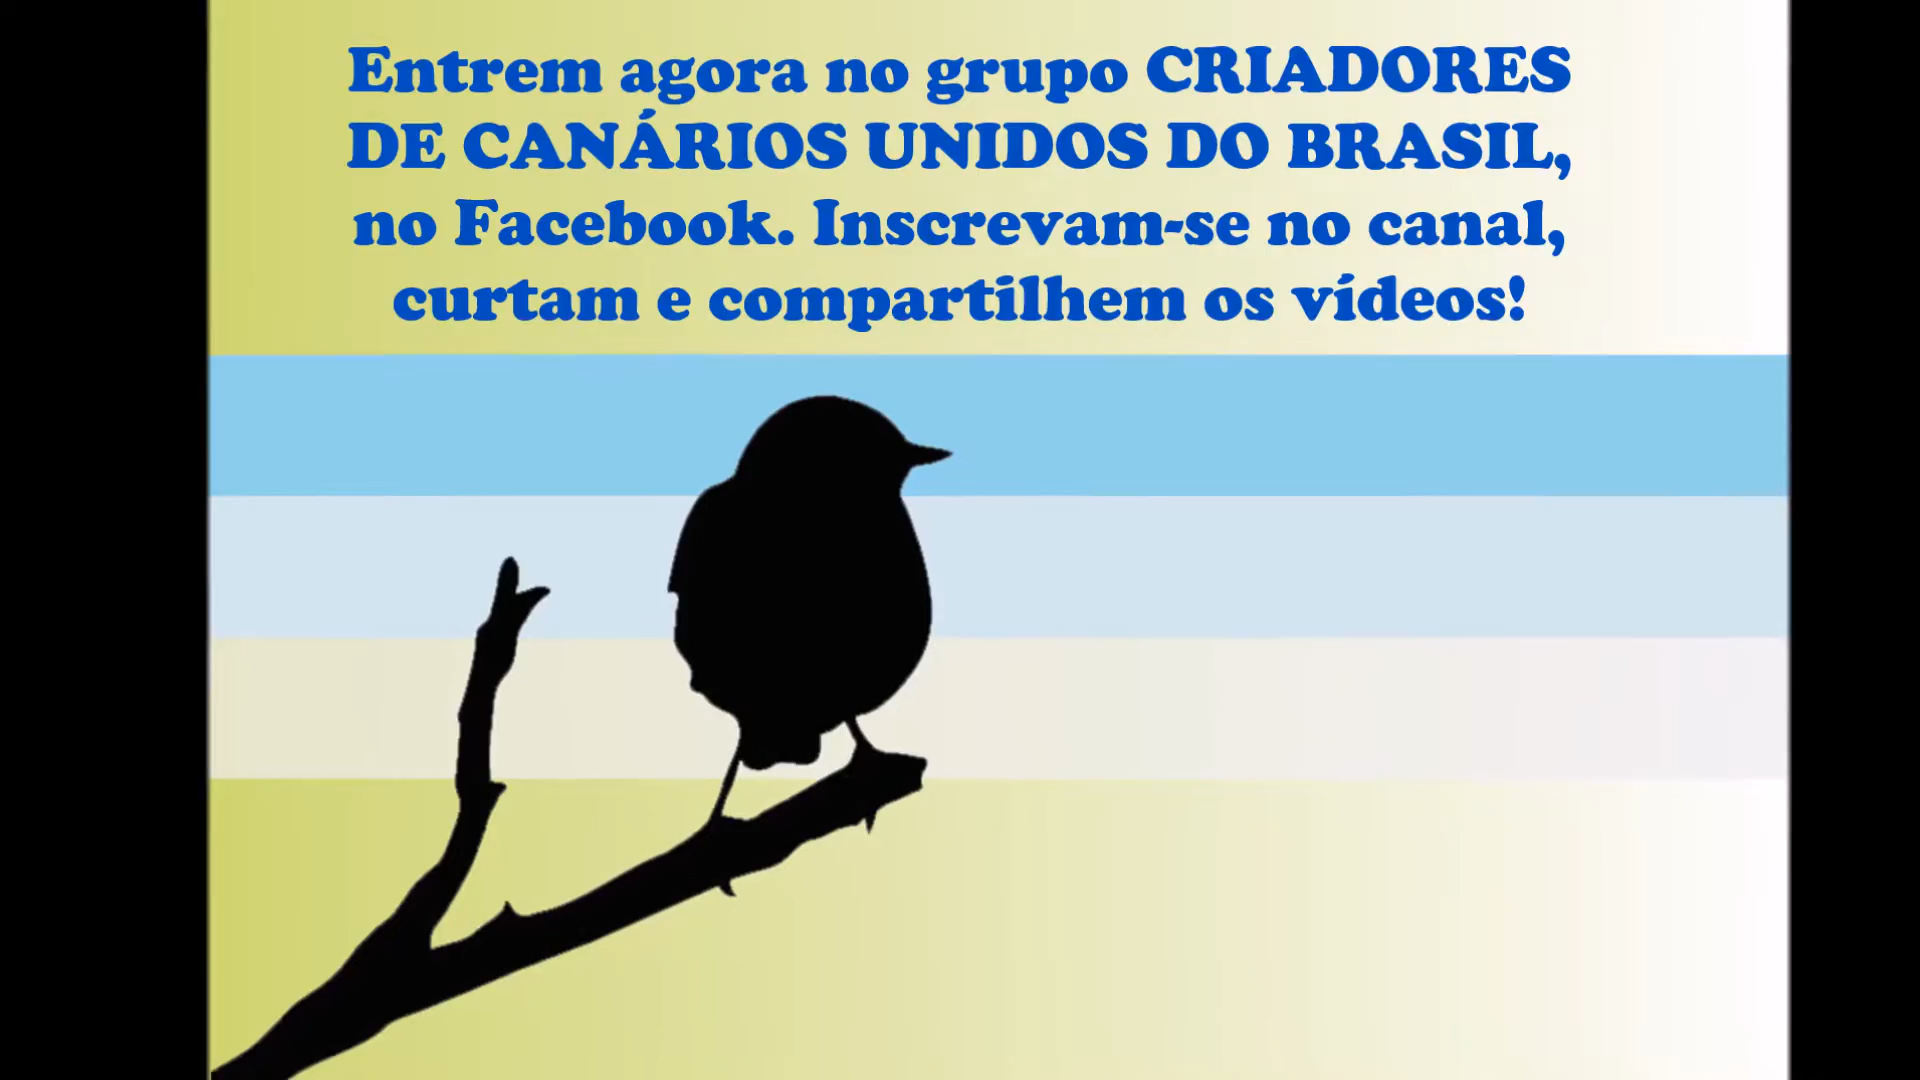 Entrem agora no grupo CRIADORES
DE CANÁRIOS UNIDOS DO BRASIL,
no Facebook. Inscrevam-se no canal,
curtam e compartilhem os vídeos!